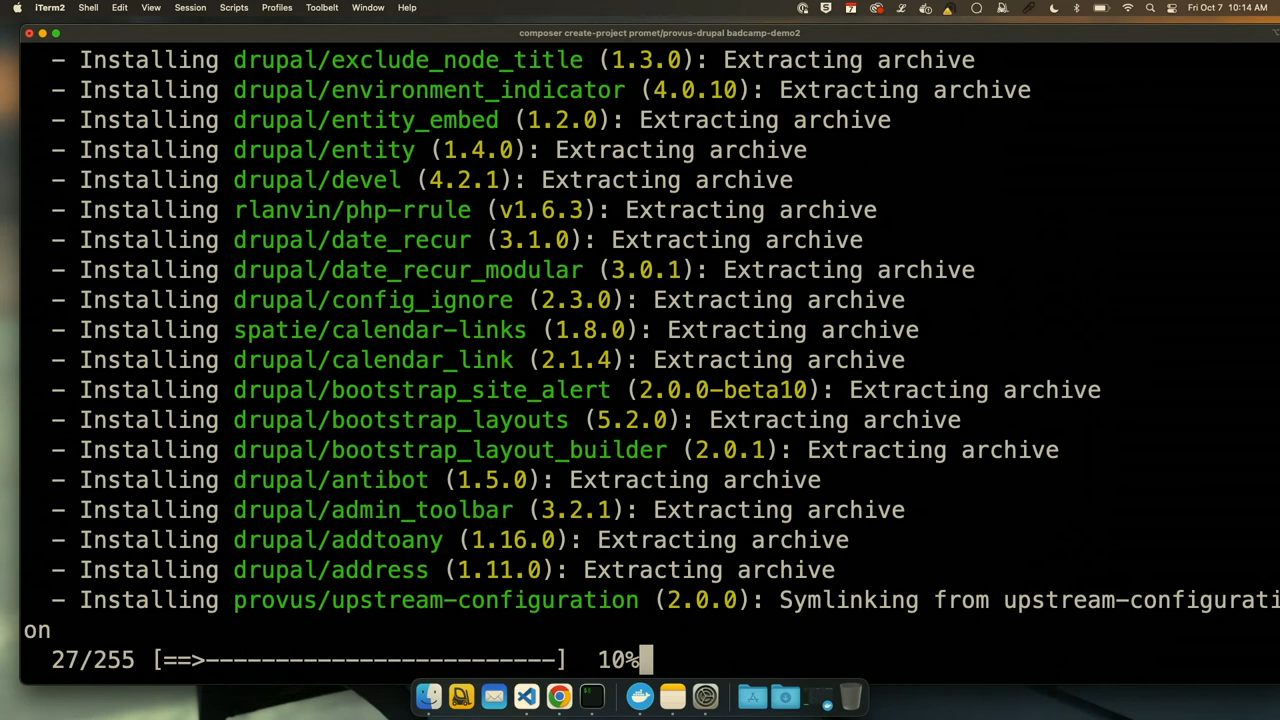 iTerm2 Shell Edit View Session Scripts Profiles Toolbelt Window Help
Fri Oct 7 10:14 AM
composer create-project promet/provus-drupal badcamp-demo2
- Installing drupal/exclude_node_title (1.3.0): Extracting archive
- Installing drupal/environment_indicator (4.0.10): Extracting archive
- Installing drupal/entity_embed (1.2.0): Extracting archive
- Installing drupal/entity (1.4.0): Extracting archive
- Installing drupal/devel (4.2.1): Extracting archive
- Installing rlanvin/php-rrule (v1.6.3): Extracting archive
- Installing drupal/date_recur (3.1.0): Extracting archive
- Installing drupal/date_recur_modular (3.0.1): Extracting archive
- Installing drupal/config_ignore (2.3.0): Extracting archive
- Installing spatie/calendar-links (1.8.0): Extracting archive
- Installing drupal/calendar_link (2.1.4): Extracting archive
- Installing drupal/bootstrap_site_alert (2.0.0-beta10): Extracting archive
- Installing drupal/bootstrap_layouts (5.2.0): Extracting archive
- Installing drupal/bootstrap_layout_builder (2.0.1): Extracting archive
- Installing drupal/antibot (1.5.0): Extracting archive
- Installing drupal/admin_toolbar (3.2.1): Extracting archive
- Installing drupal/addtoany (1.16.0): Extracting archive
- Installing drupal/address (1.11.0): Extracting archive
- Installing provus/upstream-configuration (2.0.0): Symlinking from upstream-configurati
on
27/255 [==>-------------------------] 10%